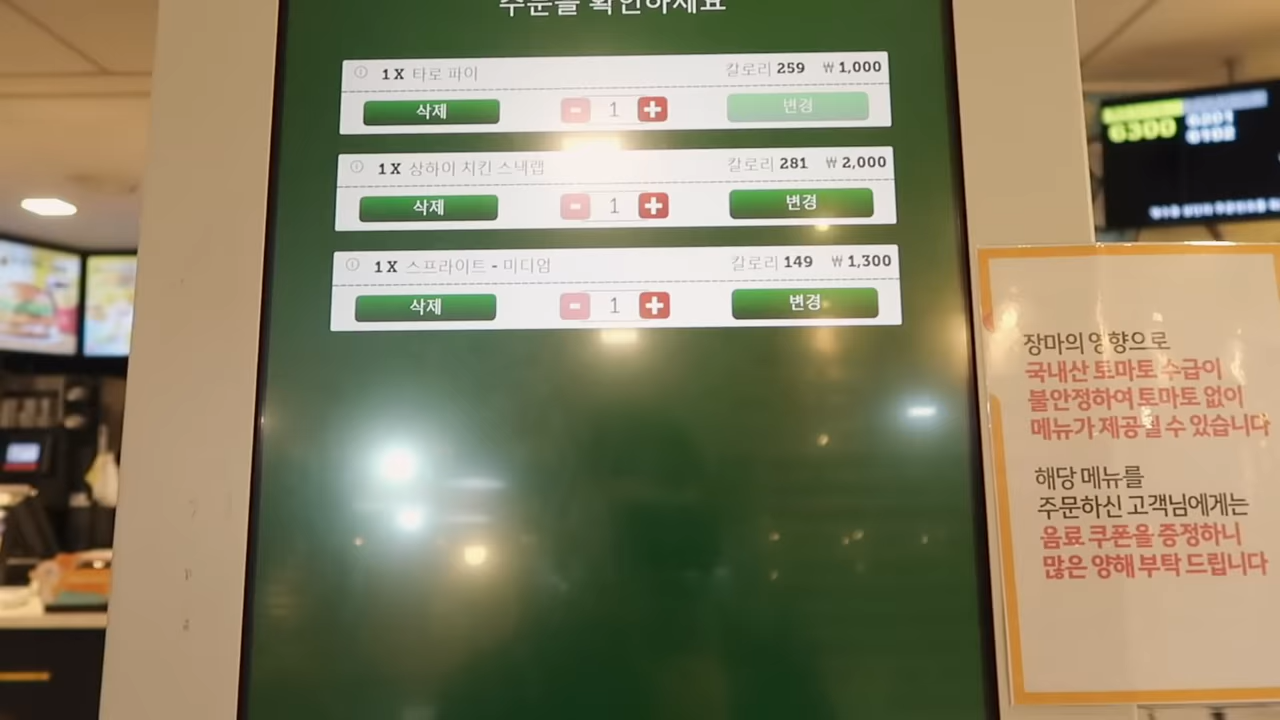 주문을 확인하세요
1 X 타로 파이 칼로리 259 ₩ 1,000
삭제 - 1 + 변경
1 X 상하이 치킨 스낵랩 칼로리 281 ₩ 2,000
삭제 - 1 + 변경
1 X 스프라이트 - 미디엄 칼로리 149 ₩ 1,300
삭제 - 1 + 변경
6300 6201
6102
장마의 영향으로
국내산 토마토 수급이
불안정하여 토마토 없이
메뉴가 제공될 수 있습니다
해당 메뉴를
주문하신 고객님에게는
음료 쿠폰을 증정하니
많은 양해 부탁 드립니다